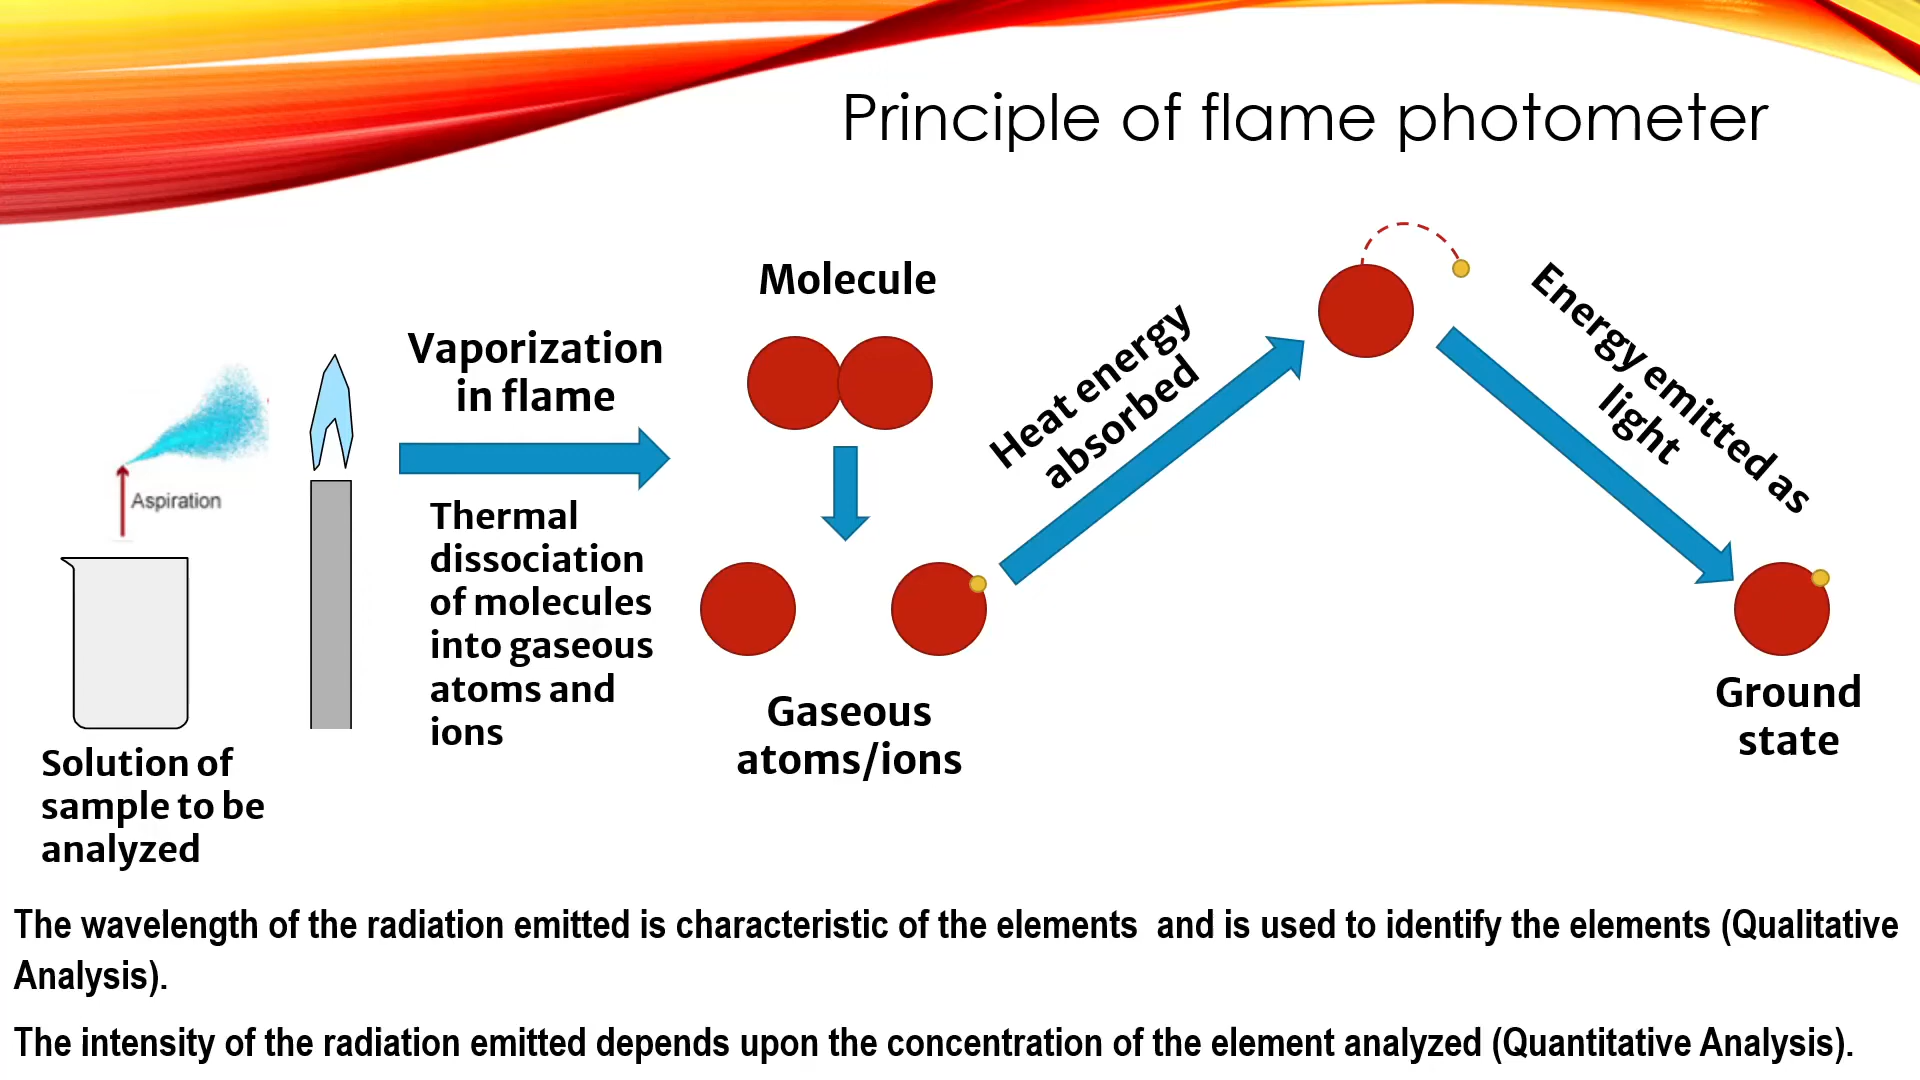 Principle of flame photometer
Molecule
Vaporization
in flame
Heat energy
absorbed
Energy emitted as
light
Aspiration
Thermal
dissociation
of molecules
into gaseous
atoms and
ions
Gaseous
atoms/ions
Ground
state
Solution of
sample to be
analyzed
The wavelength of the radiation emitted is characteristic of the elements  and is used to identify the elements (Qualitative
Analysis).
The intensity of the radiation emitted depends upon the concentration of the element analyzed (Quantitative Analysis).